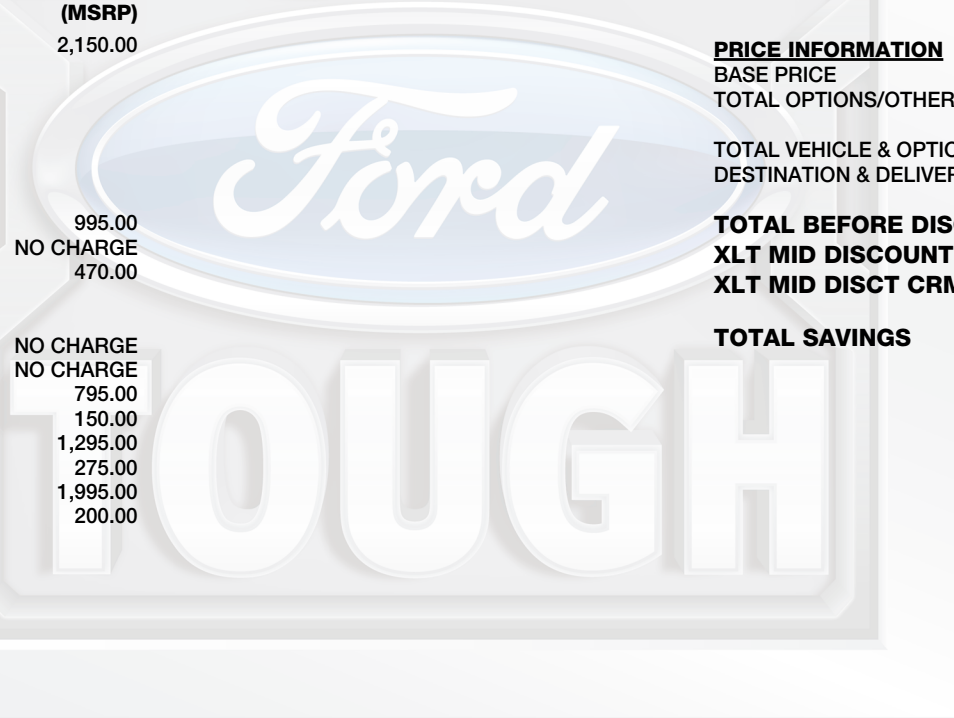 (MSRP)
2,150.00
995.00
NO CHARGE
470.00
NO CHARGE
NO CHARGE
795.00
150.00
1,295.00
275.00
1,995.00
200.00
PRICE INFORMATION
BASE PRICE
TOTAL OPTIONS/OTHER
TOTAL VEHICLE & OPTIO
DESTINATION & DELIVER
TOTAL BEFORE DISC
XLT MID DISCOUNT
XLT MID DISCT CRM
TOTAL SAVINGS
Ford
TOUGH